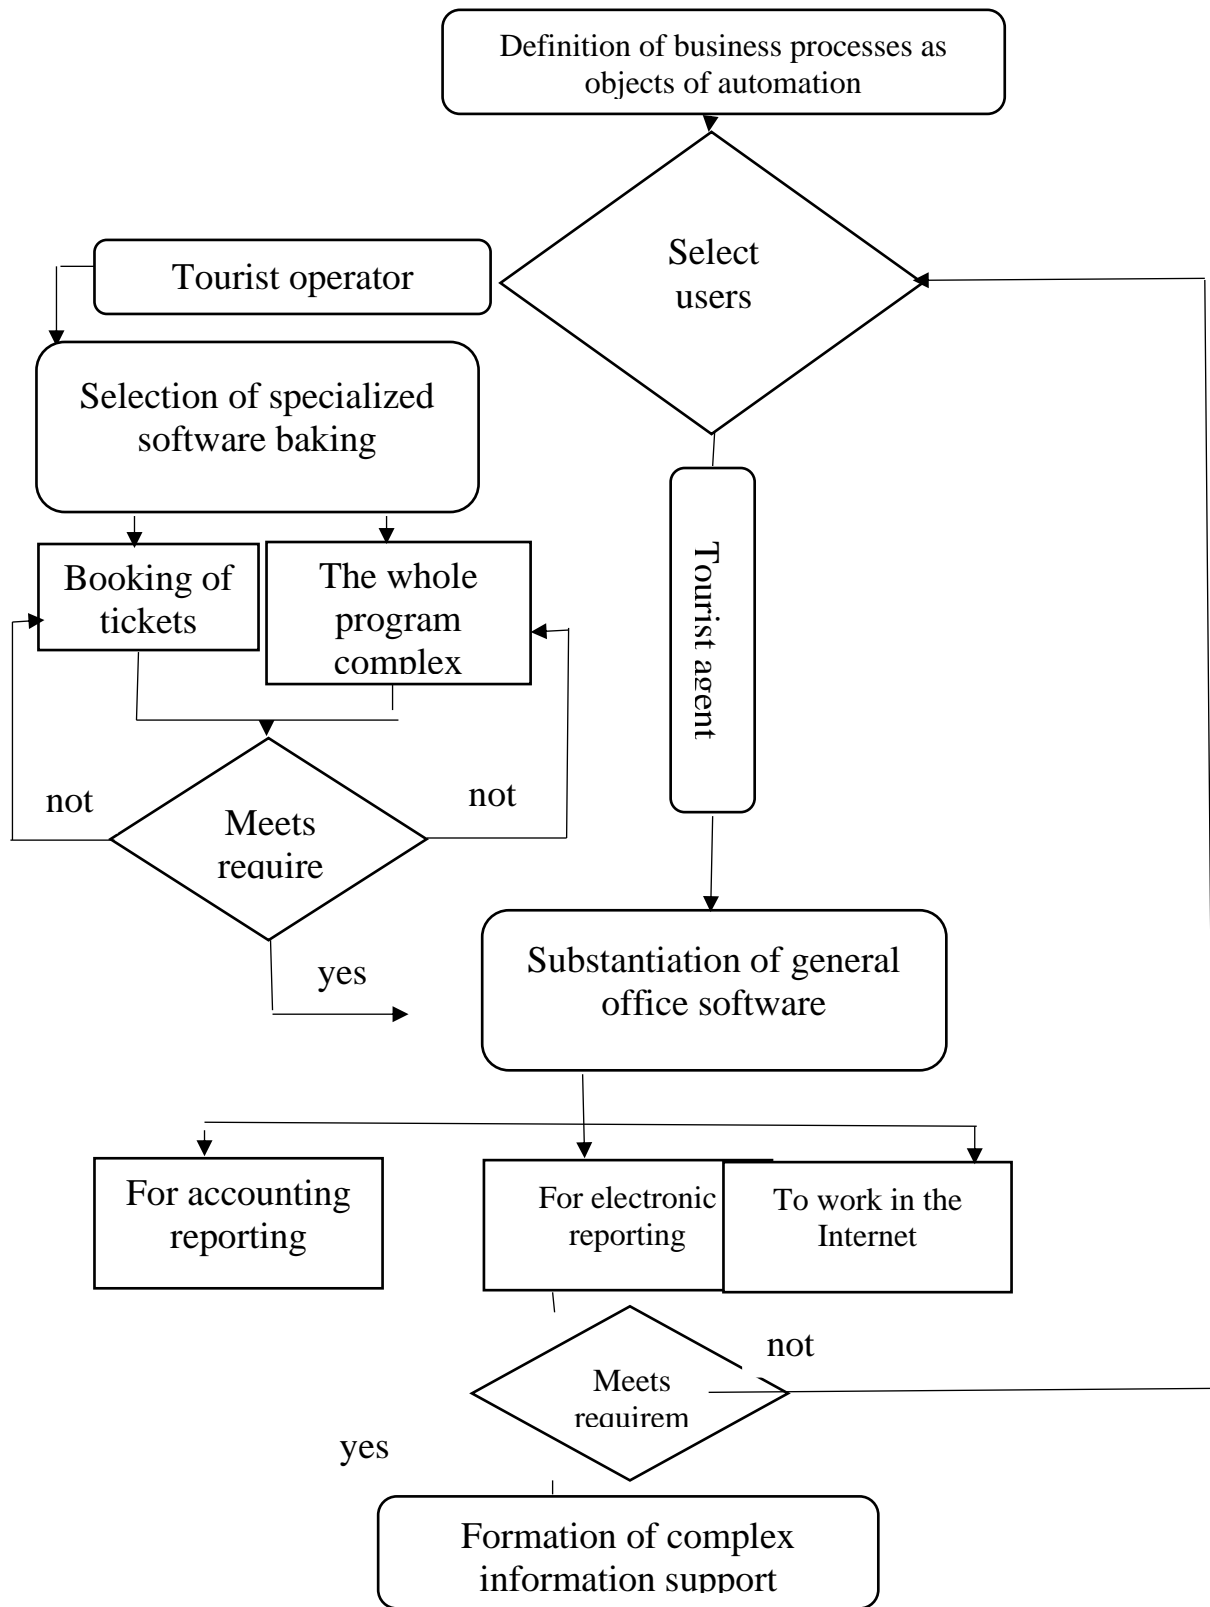 Definition of business processes as
objects of automation
Select
users
Tourist operator
Selection of specialized
software baking
Booking of
tickets
The whole
program
complex
Tourist agent
not
not
Meets
require
yes
Substantiation of general
office software
For accounting
reporting
For electronic
reporting
To work in the
Internet
not
Meets
requirem
yes
Formation of complex
information support